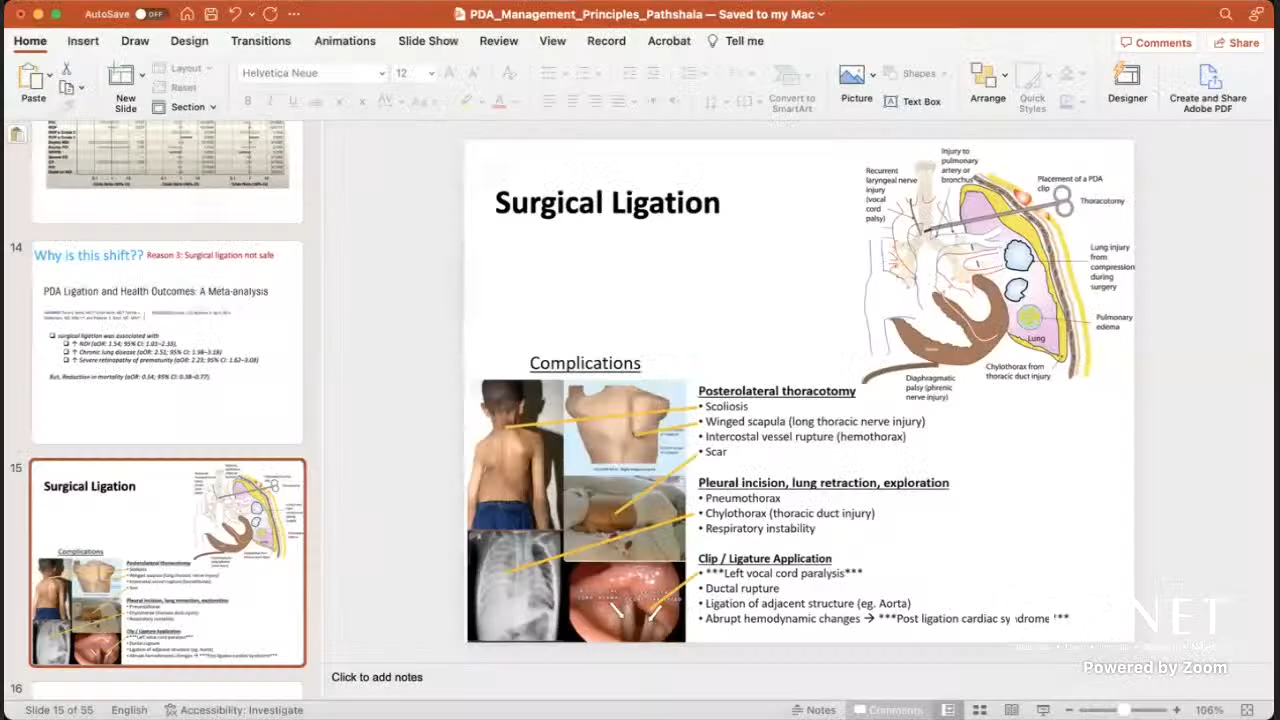 AutoSave OFF
PDA_Management_Principles_Pathshala — Saved to my Mac
Home Insert Draw Design Transitions Animations Slide Show Review View Record Acrobat Tell me
Comments Share
Paste
New Slide
Layout
Reset
Section
Helvetica Neue 12
Convert to SmartArt
Picture
Shapes
Text Box
Arrange
Quick Styles
Designer
Create and Share Adobe PDF
14
Why is this shift?? Reason 3: Surgical ligation not safe
PDA Ligation and Health Outcomes: A Meta-analysis
surgical ligation was associated with
↑ NDI (aOR: 1.54; 95% CI: 1.01–2.33),
↑ Chronic lung disease (aOR: 2.51; 95% CI: 1.98–3.18)
↑ Severe retinopathy of prematurity (aOR: 2.23; 95% CI: 1.62–3.08)
But, Reduction in mortality (aOR: 0.54; 95% CI: 0.38–0.77).
15
Surgical Ligation
Complications
16
Surgical Ligation
Injury to pulmonary artery or bronchus
Recurrent laryngeal nerve injury (vocal cord palsy)
Placement of a PDA clip
Thoracotomy
Lung injury from compression during surgery
Pulmonary edema
Lung
Chylothorax from thoracic duct injury
Diaphragmatic palsy (phrenic nerve injury)
Complications
Posterolateral thoracotomy
• Scoliosis
• Winged scapula (long thoracic nerve injury)
• Intercostal vessel rupture (hemothorax)
• Scar
Pleural incision, lung retraction, exploration
• Pneumothorax
• Chylothorax (thoracic duct injury)
• Respiratory instability
Clip / Ligature Application
• ***Left vocal cord paralysis***
• Ductal rupture
• Ligation of adjacent structure (eg. Aorta)
• Abrupt hemodynamic changes → ***Post ligation cardiac syndrome***
NET
Powered by Zoom
Click to add notes
Slide 15 of 55 English Accessibility: Investigate
Notes Comments 106%